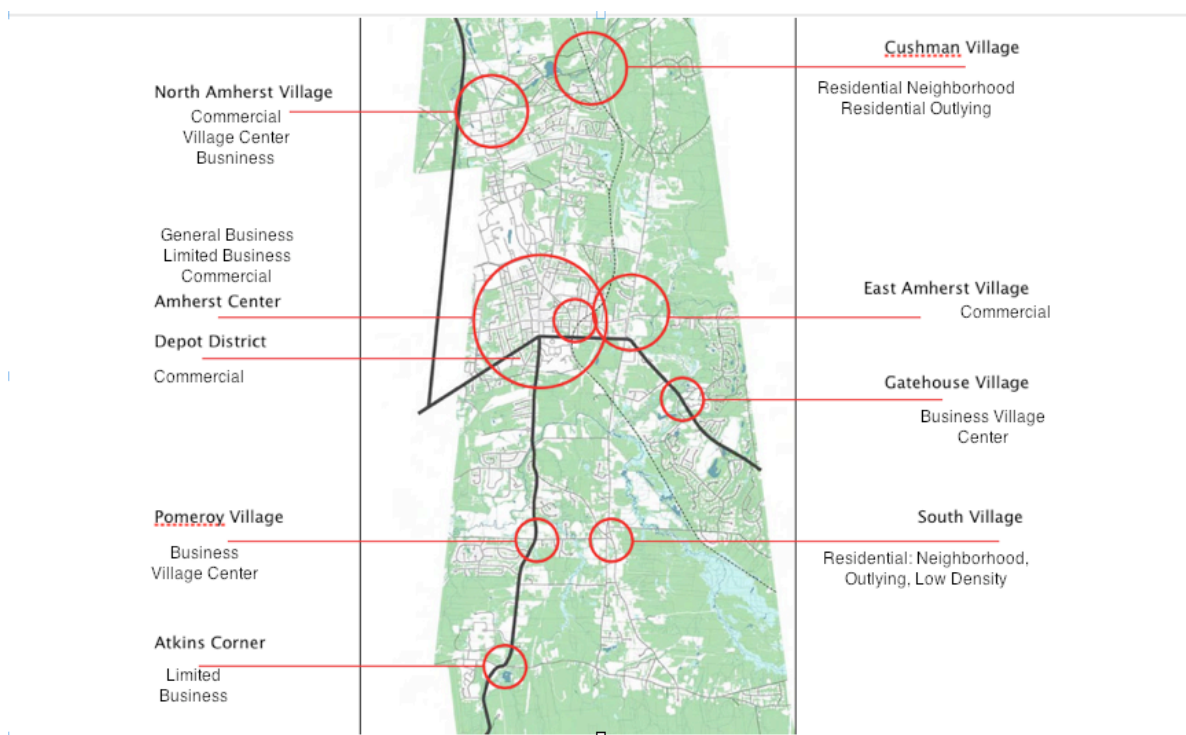 North Amherst Village
Commercial
Village Center
Busniness
General Business
Limited Business
Commercial
Amherst Center
Depot District
Commercial
Pomeroy Village
Business
Village Center
Atkins Corner
Limited
Business
Cushman Village
Residential Neighborhood
Residential Outlying
East Amherst Village
Commercial
Gatehouse Village
Business Village
Center
South Village
Residential: Neighborhood,
Outlying, Low Density